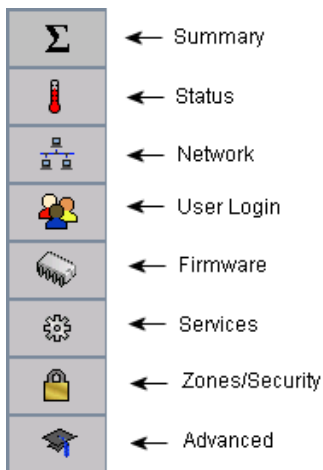 Σ
Summary
Status
Network
User Login
Firmware
Services
Zones/Security
Advanced